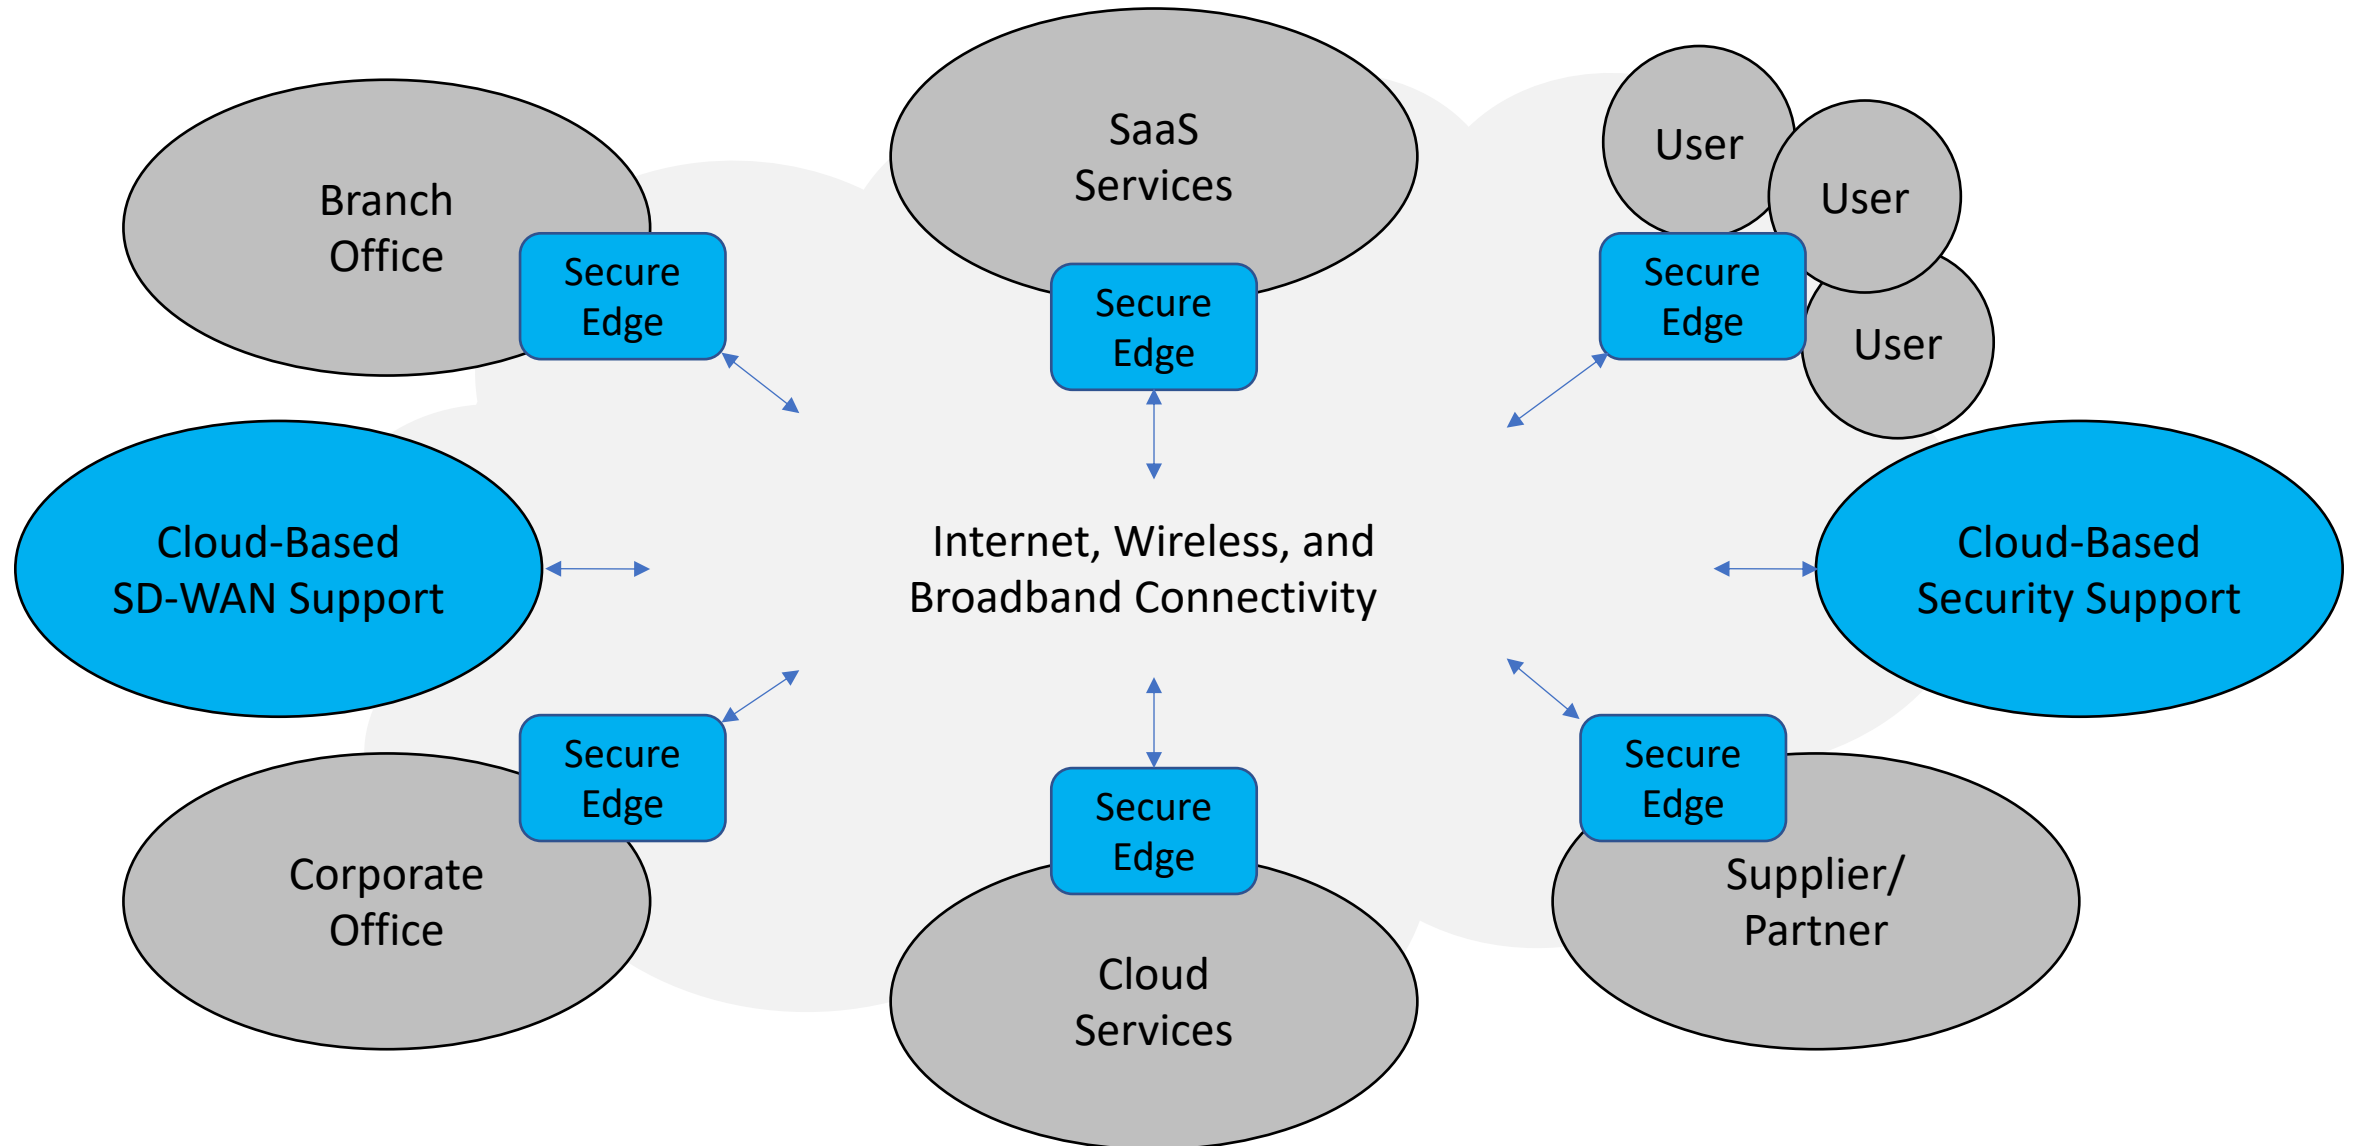 SaaS
Services
User
User
User
Branch
Office
Secure
Edge
Secure
Edge
Secure
Edge
Cloud-Based
SD-WAN Support
Internet, Wireless, and
Broadband Connectivity
Cloud-Based
Security Support
Secure
Edge
Secure
Edge
Secure
Edge
Corporate
Office
Cloud
Services
Supplier/
Partner